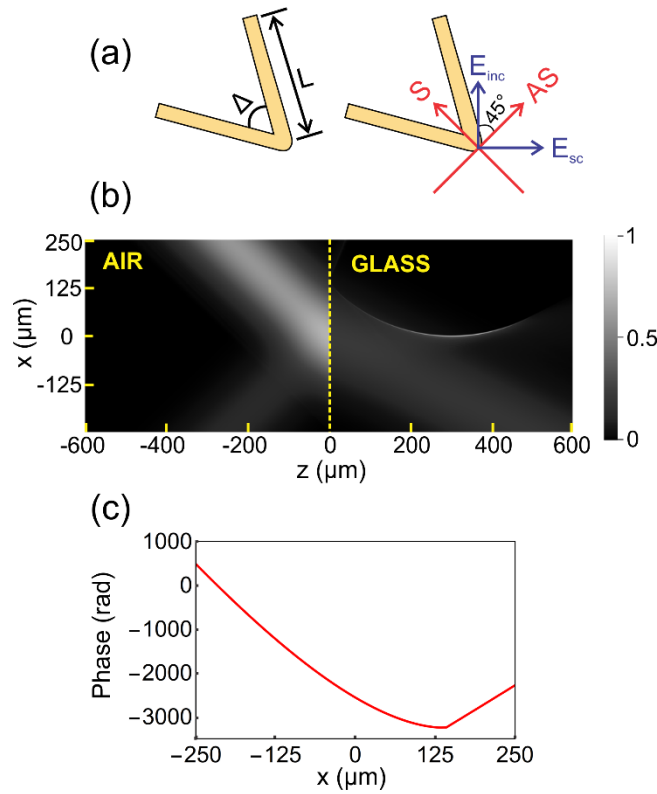 (a)
Δ
L
S
E_inc
45°
AS
E_sc
(b)
250
125
0
-125
x (μm)
AIR
GLASS
-600
-400
-200
0
200
400
600
z (μm)
1
0.5
0
(c)
1000
0
−1000
−2000
−3000
Phase (rad)
−250
−125
0
125
250
x (μm)